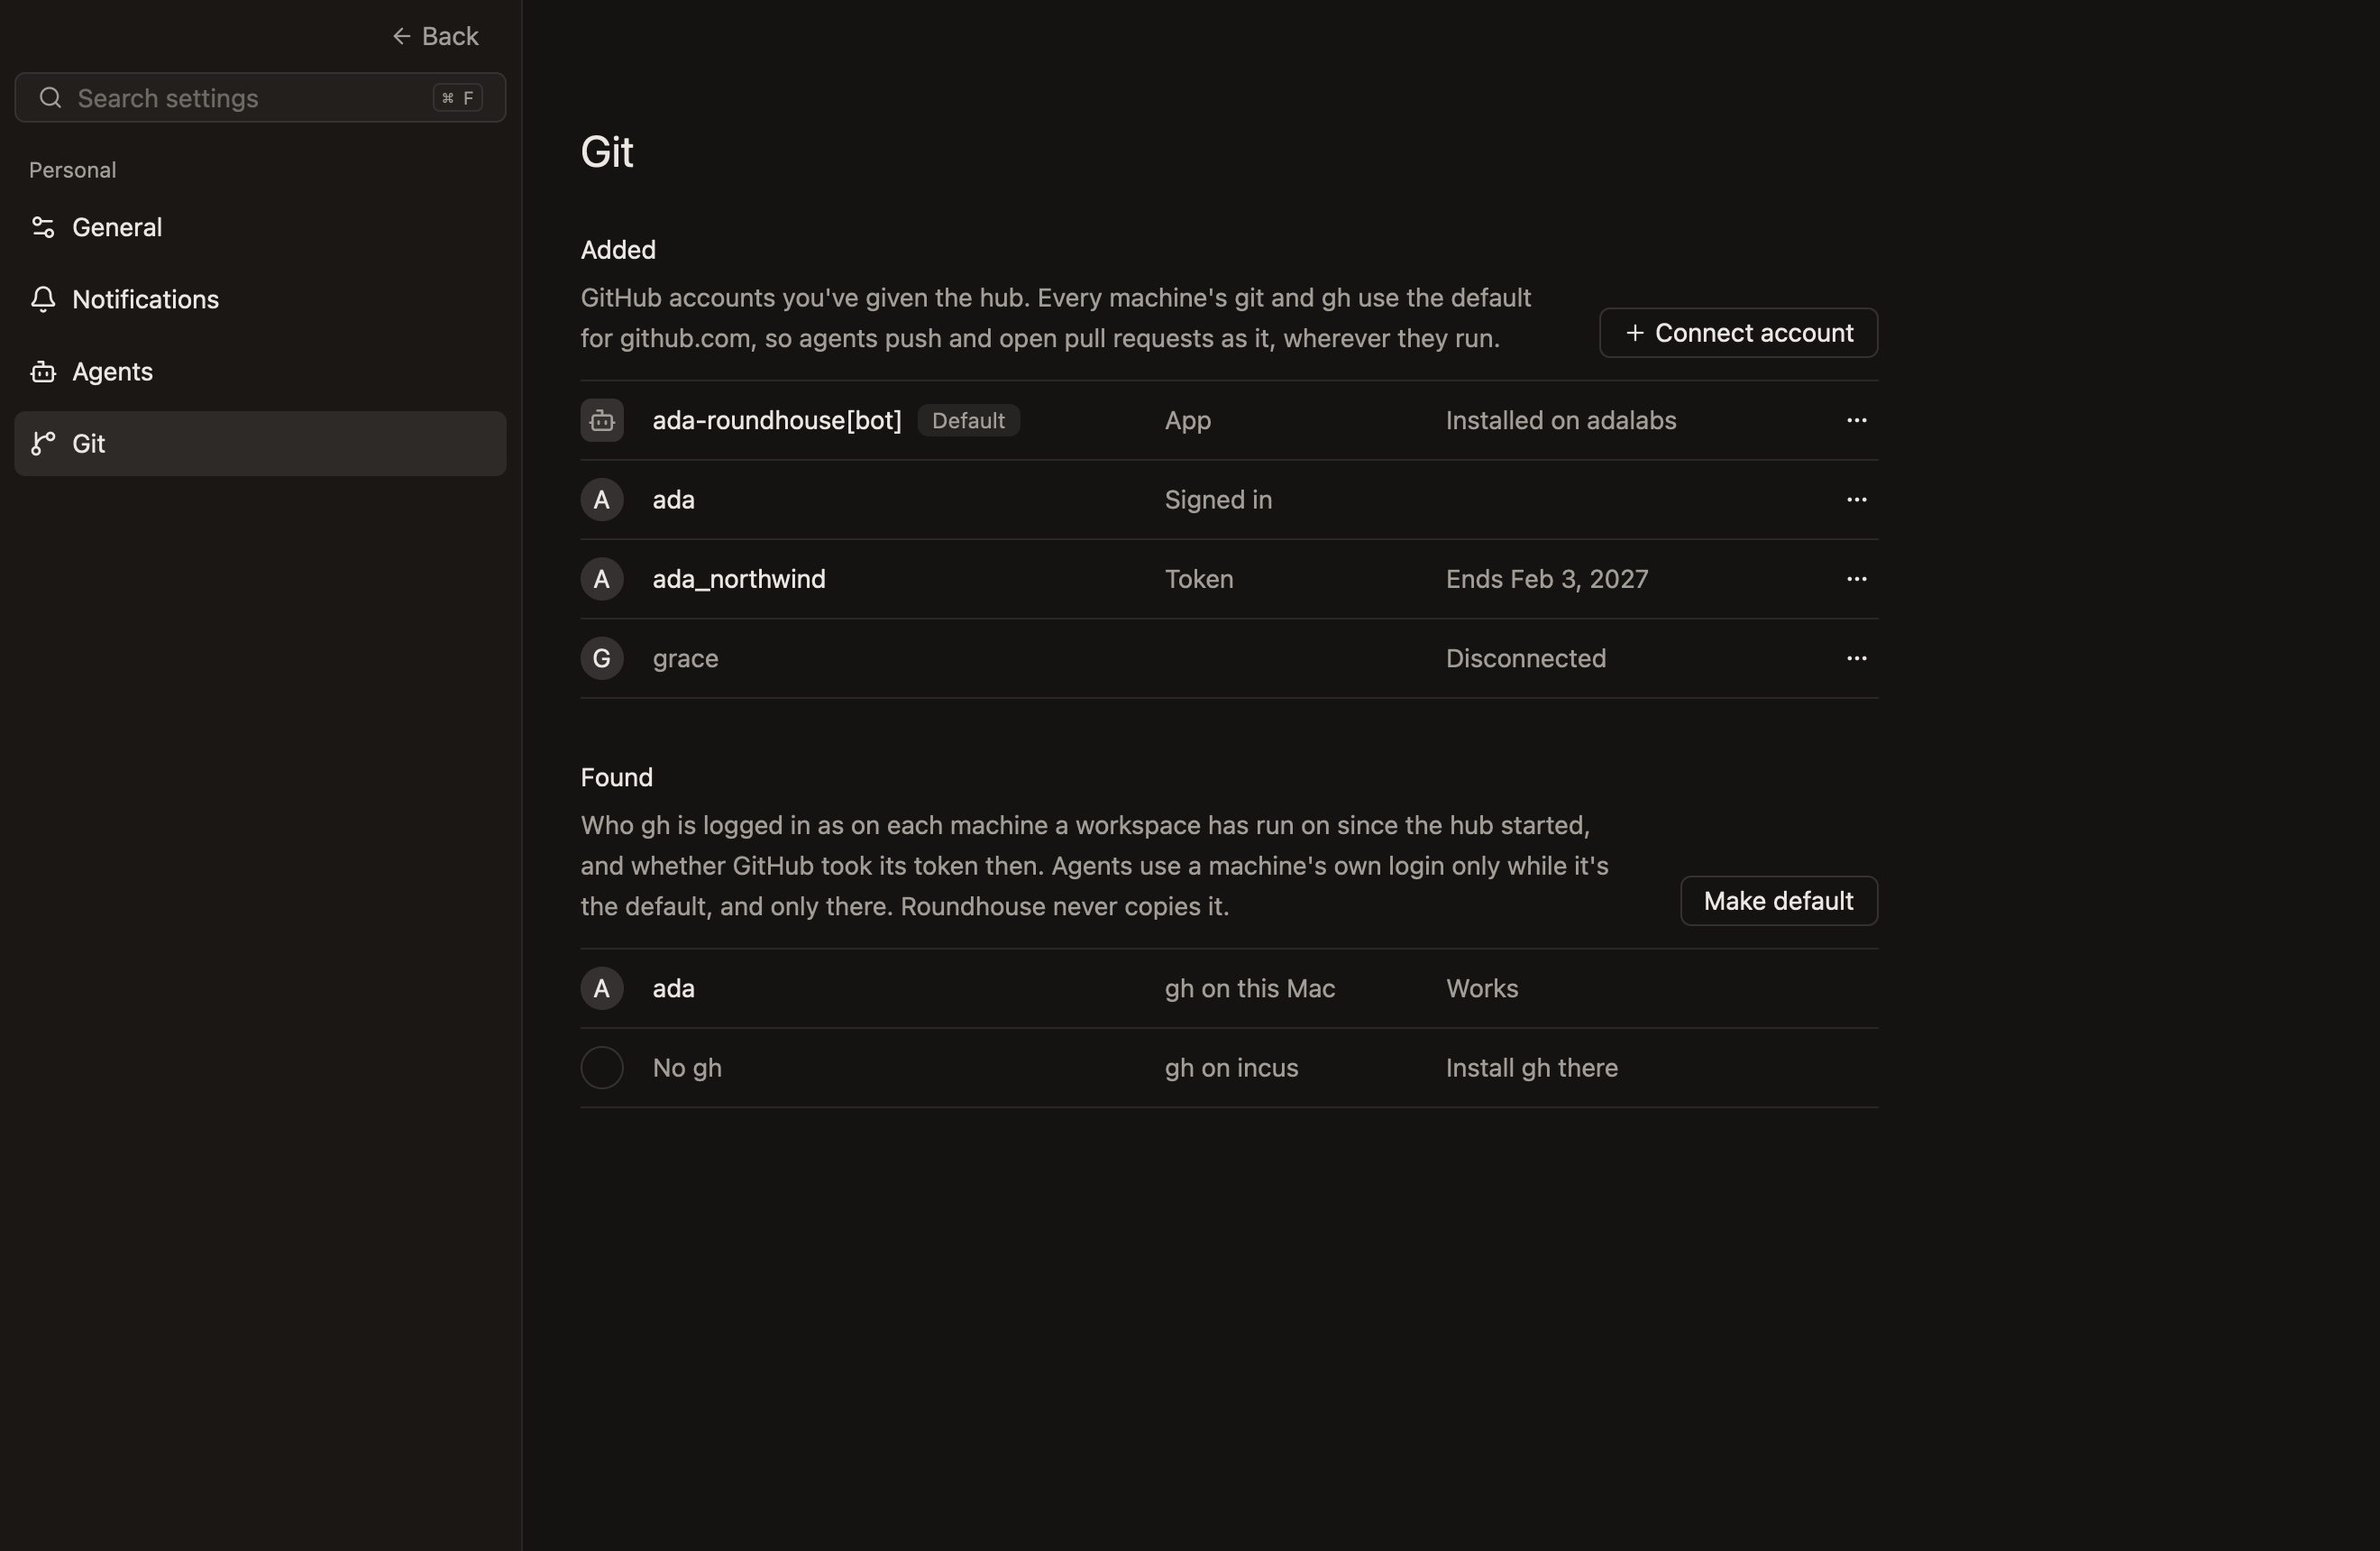 Back
Search settings
⌘ F
Personal
General
Notifications
Agents
Git
Git
Added
GitHub accounts you've given the hub. Every machine's git and gh use the default
for github.com, so agents push and open pull requests as it, wherever they run.
+ Connect account
ada-roundhouse[bot] Default App Installed on adalabs
A ada Signed in
A ada_northwind Token Ends Feb 3, 2027
G grace Disconnected
Found
Who gh is logged in as on each machine a workspace has run on since the hub started,
and whether GitHub took its token then. Agents use a machine's own login only while it's
the default, and only there. Roundhouse never copies it.
Make default
A ada gh on this Mac Works
No gh gh on incus Install gh there